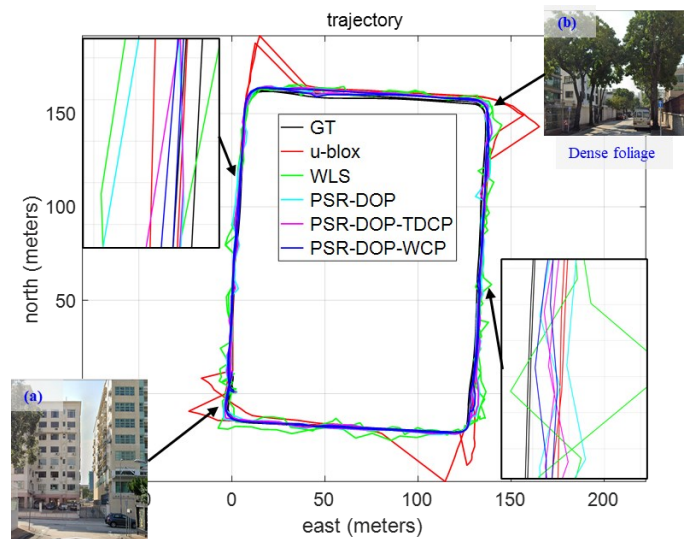 trajectory
(b)
Dense foliage
GT
u-blox
WLS
PSR-DOP
PSR-DOP-TDCP
PSR-DOP-WCP
150
100
50
north (meters)
(a)
0
50
100
150
200
east (meters)